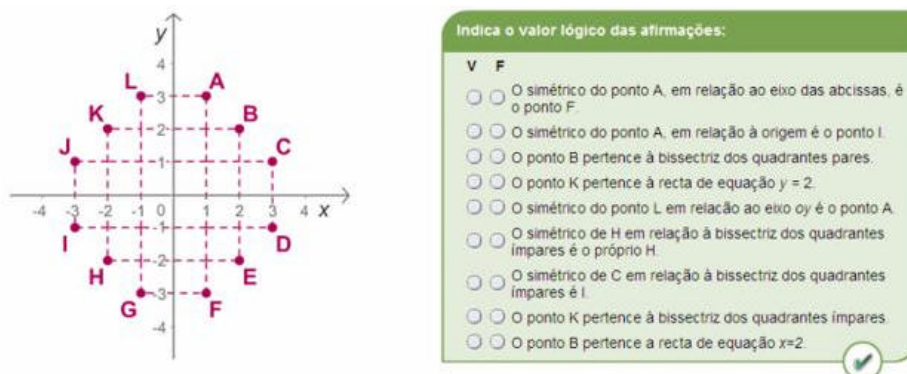 y
4
L 3 A
K 2 B
J 1 C
-4 -3 -2 -1 0 1 2 3 4 x
I -1 D
H -2 E
G -3 F
-4
Indica o valor lógico das afirmações:
V F
O simétrico do ponto A, em relação ao eixo das abcissas, é
o ponto F.
O simétrico do ponto A, em relação à origem é o ponto I.
O ponto B pertence à bissectriz dos quadrantes pares.
O ponto K pertence à recta de equação y = 2.
O simétrico do ponto L em relacão ao eixo oy é o ponto A.
O simétrico de H em relação à bissectriz dos quadrantes
ímpares é o próprio H.
O simétrico de C em relação à bissectriz dos quadrantes
ímpares é I.
O ponto K pertence à bissectriz dos quadrantes ímpares.
O ponto B pertence a recta de equação x=2.